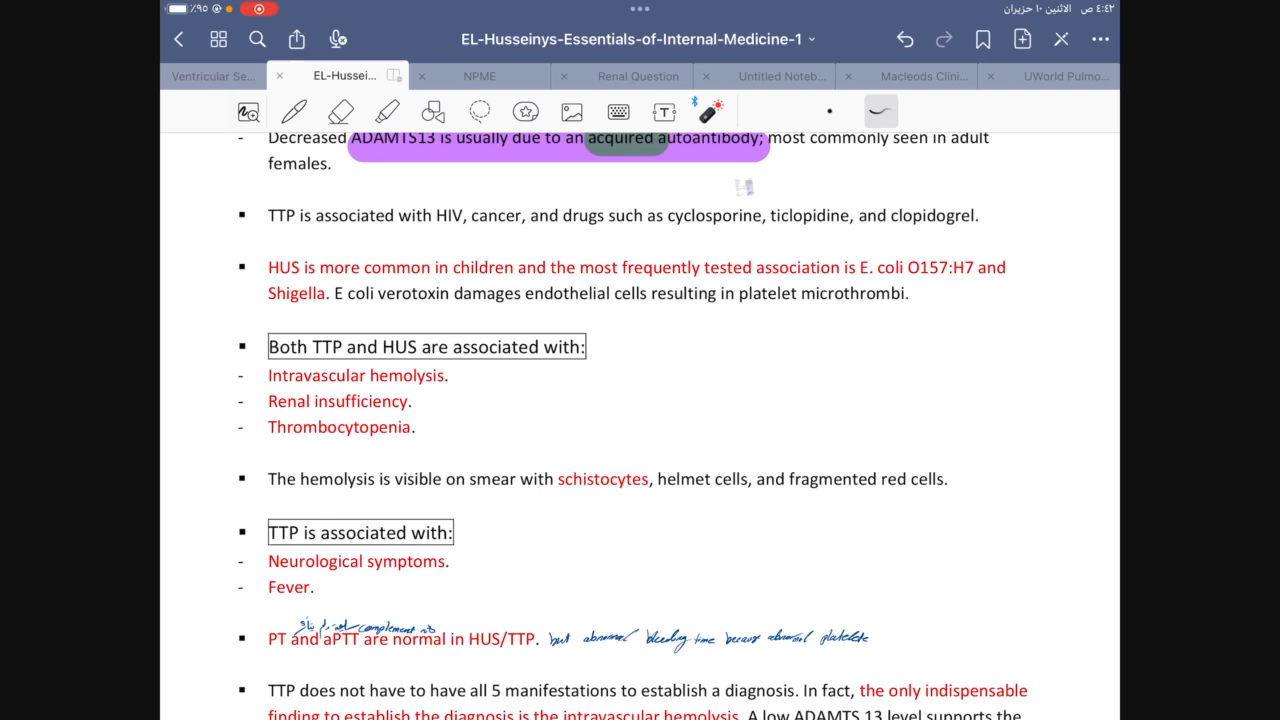 ٤:٤٢ ص الاثنين ١٠ حزيران
٪٩٥
EL-Husseinys-Essentials-of-Internal-Medicine-1
Ventricular Se...
EL-Hussei...
NPME
Renal Question
Untitled Noteb...
Macleods Clini...
UWorld Pulmo...
- Decreased ADAMTS13 is usually due to an acquired autoantibody; most commonly seen in adult
females.
▪ TTP is associated with HIV, cancer, and drugs such as cyclosporine, ticlopidine, and clopidogrel.
▪ HUS is more common in children and the most frequently tested association is E. coli O157:H7 and
Shigella. E coli verotoxin damages endothelial cells resulting in platelet microthrombi.
▪ Both TTP and HUS are associated with:
- Intravascular hemolysis.
- Renal insufficiency.
- Thrombocytopenia.
▪ The hemolysis is visible on smear with schistocytes, helmet cells, and fragmented red cells.
▪ TTP is associated with:
- Neurological symptoms.
- Fever.
complement
▪ PT and aPTT are normal in HUS/TTP. but abnormal bleeding time because abnormal platelete
▪ TTP does not have to have all 5 manifestations to establish a diagnosis. In fact, the only indispensable
finding to establish the diagnosis is the intravascular hemolysis. A low ADAMTS 13 level supports the